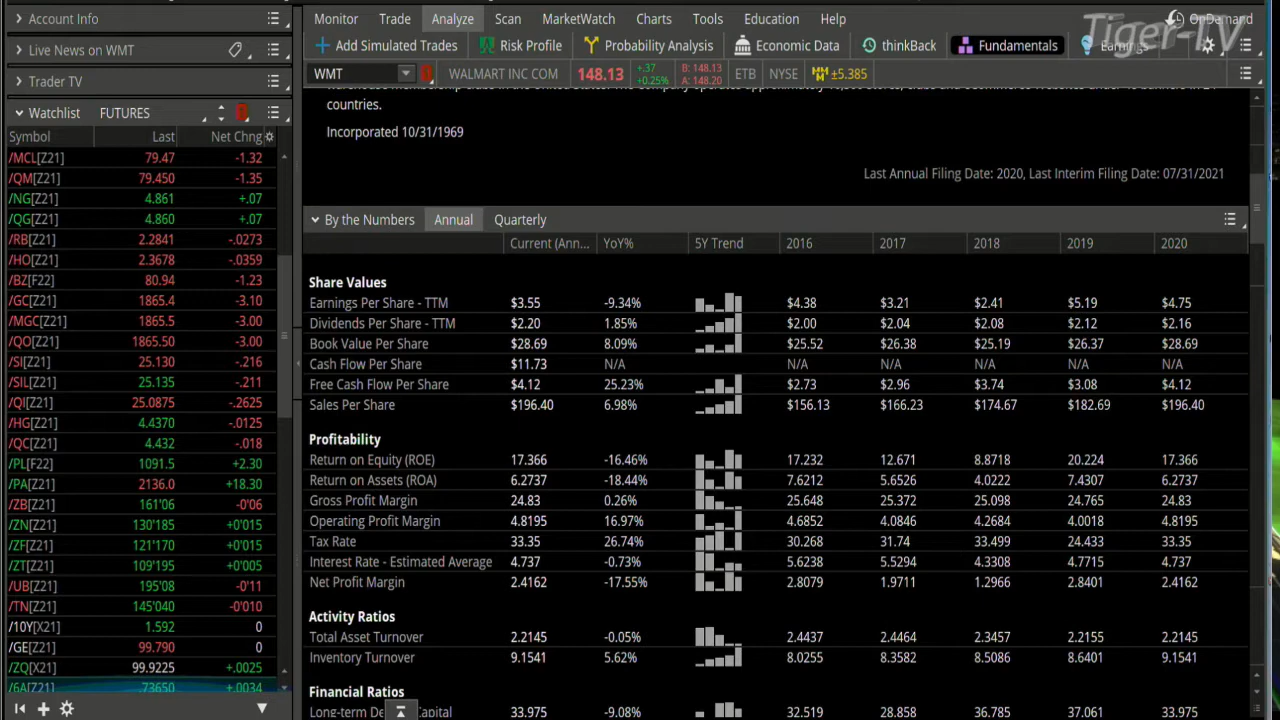 Account Info
Live News on WMT
Trader TV
Watchlist FUTURES
Symbol Last Net Chng
/MCL[Z21] 79.47 -1.32
/QM[Z21] 79.450 -1.35
/NG[Z21] 4.861 +.07
/QG[Z21] 4.860 +.07
/RB[Z21] 2.2841 -.0273
/HO[Z21] 2.3678 -.0359
/BZ[F22] 80.94 -1.23
/GC[Z21] 1865.4 -3.10
/MGC[Z21] 1865.5 -3.00
/QO[Z21] 1865.50 -3.00
/SI[Z21] 25.130 -.216
/SIL[Z21] 25.135 -.211
/QI[Z21] 25.0875 -.2625
/HG[Z21] 4.4370 -.0125
/QC[Z21] 4.432 -.018
/PL[F22] 1091.5 +2.30
/PA[Z21] 2136.0 +18.30
/ZB[Z21] 161'06 -0'06
/ZN[Z21] 130'185 +0'015
/ZF[Z21] 121'170 +0'015
/ZT[Z21] 109'195 +0'005
/UB[Z21] 195'08 -0'11
/TN[Z21] 145'040 -0'010
/10Y[X21] 1.592 0
/GE[Z21] 99.790 0
/ZQ[X21] 99.9225 +.0025
/6A[Z21] .73650 +.0034
Monitor Trade Analyze Scan MarketWatch Charts Tools Education Help
OnDemand
Tiger-TV
Add Simulated Trades Risk Profile Probability Analysis Economic Data thinkBack Fundamentals Earnings
WMT WALMART INC COM 148.13 +.37 +0.25% B: 148.13 A: 148.20 ETB NYSE ±5.385
countries.
Incorporated 10/31/1969
Last Annual Filing Date: 2020, Last Interim Filing Date: 07/31/2021
By the Numbers Annual Quarterly
Current (Ann... YoY% 5Y Trend 2016 2017 2018 2019 2020
Share Values
Earnings Per Share - TTM $3.55 -9.34% $4.38 $3.21 $2.41 $5.19 $4.75
Dividends Per Share - TTM $2.20 1.85% $2.00 $2.04 $2.08 $2.12 $2.16
Book Value Per Share $28.69 8.09% $25.52 $26.38 $25.19 $26.37 $28.69
Cash Flow Per Share $11.73 N/A N/A N/A N/A N/A N/A
Free Cash Flow Per Share $4.12 25.23% $2.73 $2.96 $3.74 $3.08 $4.12
Sales Per Share $196.40 6.98% $156.13 $166.23 $174.67 $182.69 $196.40
Profitability
Return on Equity (ROE) 17.366 -16.46% 17.232 12.671 8.8718 20.224 17.366
Return on Assets (ROA) 6.2737 -18.44% 7.6212 5.6526 4.0222 7.4307 6.2737
Gross Profit Margin 24.83 0.26% 25.648 25.372 25.098 24.765 24.83
Operating Profit Margin 4.8195 16.97% 4.6852 4.0846 4.2684 4.0018 4.8195
Tax Rate 33.35 26.74% 30.268 31.74 33.499 24.433 33.35
Interest Rate - Estimated Average 4.737 -0.73% 5.6238 5.5294 4.3308 4.7715 4.737
Net Profit Margin 2.4162 -17.55% 2.8079 1.9711 1.2966 2.8401 2.4162
Activity Ratios
Total Asset Turnover 2.2145 -0.05% 2.4437 2.4464 2.3457 2.2155 2.2145
Inventory Turnover 9.1541 5.62% 8.0255 8.3582 8.5086 8.6401 9.1541
Financial Ratios
Long-term De Capital 33.975 -9.08% 32.519 28.858 36.785 37.061 33.975